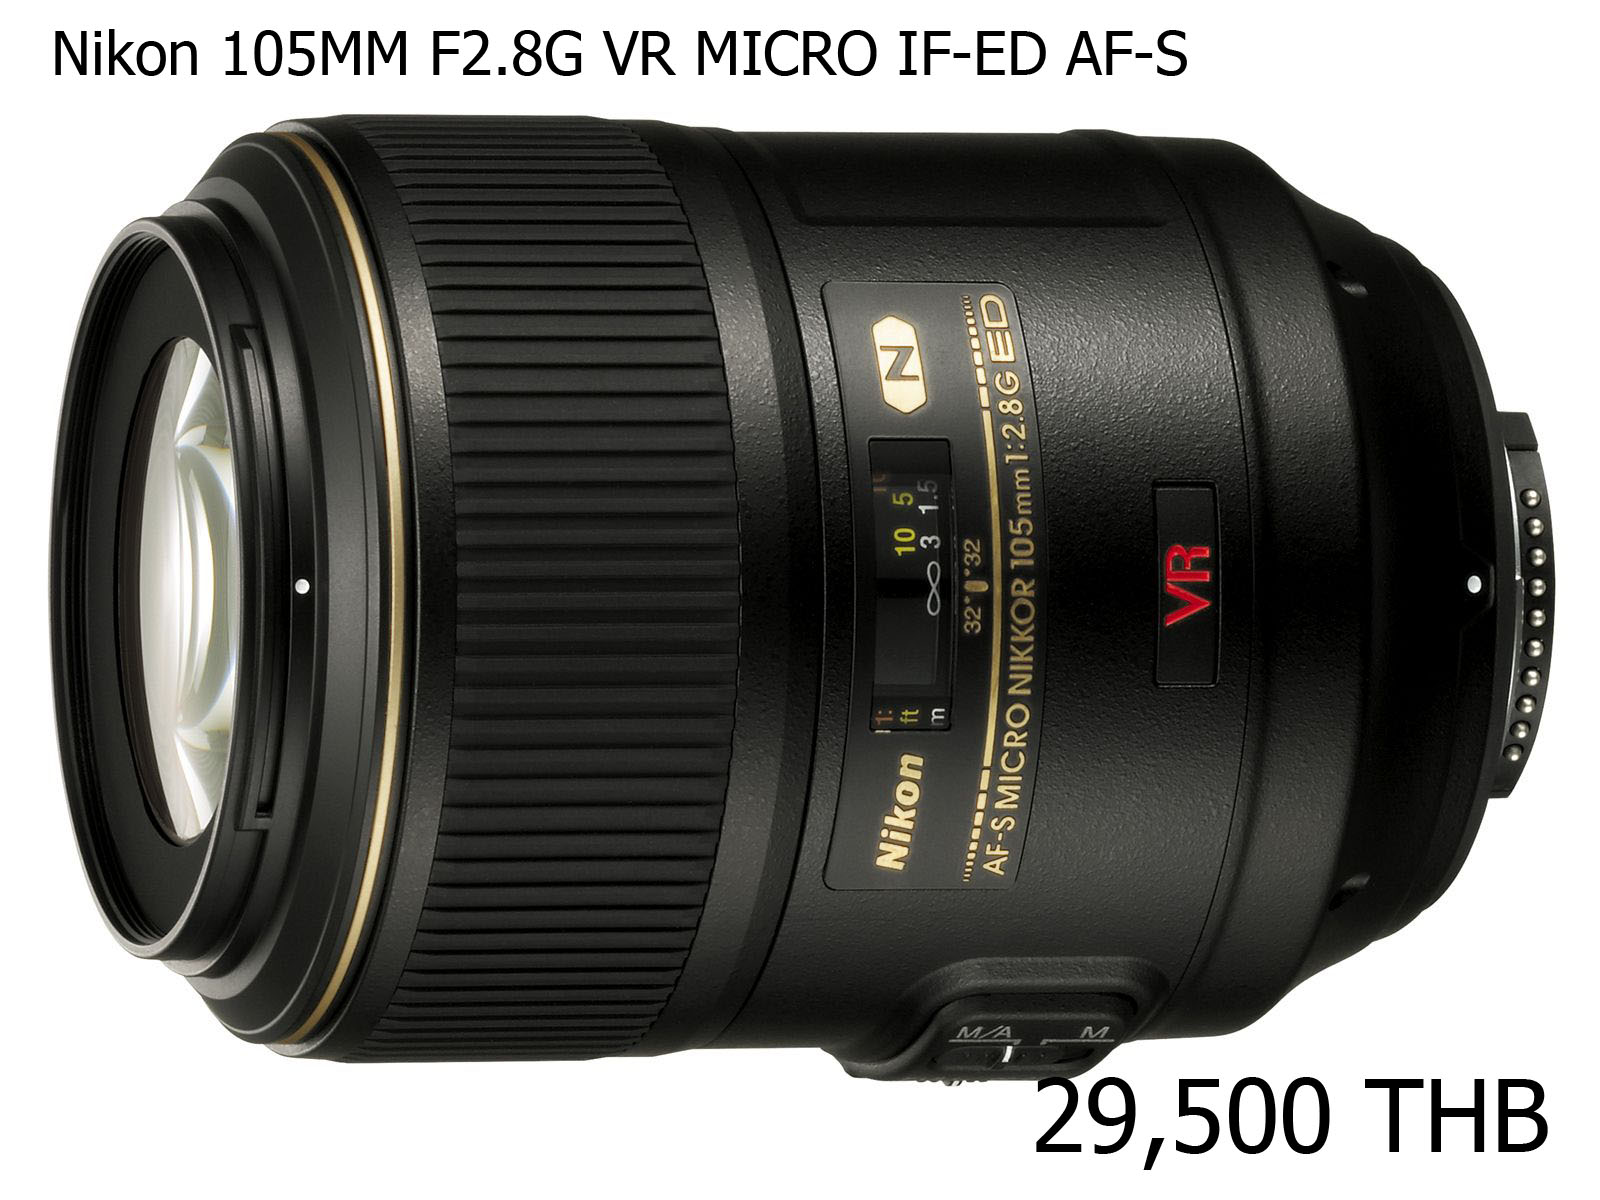 Nikon 105MM F2.8G VR MICRO IF-ED AF-S
N
Nikon
AF-S MICRO NIKKOR 105mm 1:2.8G ED
10 5
∞ 3 1.5
1:
ft
m
32 32
VR
M/A M
29,500 THB